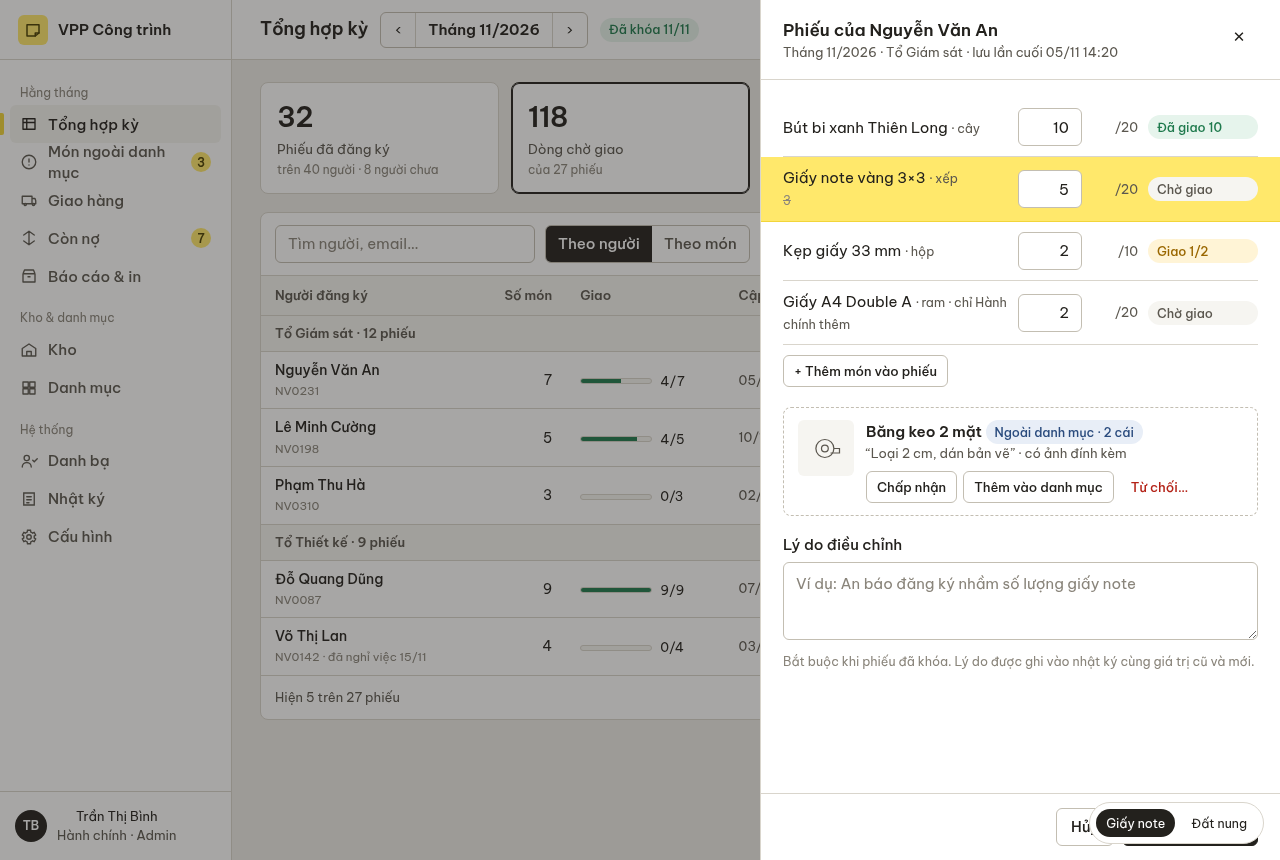 VPP Công trình
Hằng tháng
Tổng hợp kỳ
Món ngoài danh mục
3
Giao hàng
Còn nợ
7
Báo cáo & in
Kho & danh mục
Kho
Danh mục
Hệ thống
Danh bạ
Nhật ký
Cấu hình
TB
Trần Thị Bình
Hành chính · Admin
Tổng hợp kỳ
‹ Tháng 11/2026 ›
Đã khóa 11/11
32
Phiếu đã đăng ký
trên 40 người · 8 người chưa
118
Dòng chờ giao
của 27 phiếu
Tìm người, email…
Theo người
Theo món
Người đăng ký Số món Giao
Tổ Giám sát · 12 phiếu
Nguyễn Văn An 7 4/7
NV0231
Lê Minh Cường 5 4/5
NV0198
Phạm Thu Hà 3 0/3
NV0310
Tổ Thiết kế · 9 phiếu
Đỗ Quang Dũng 9 9/9
NV0087
Võ Thị Lan 4 0/4
NV0142 · đã nghỉ việc 15/11
Hiện 5 trên 27 phiếu
Phiếu của Nguyễn Văn An ×
Tháng 11/2026 · Tổ Giám sát · lưu lần cuối 05/11 14:20
Bút bi xanh Thiên Long · cây 10 /20 Đã giao 10
Giấy note vàng 3×3 · xếp 5 /20 Chờ giao
3
Kẹp giấy 33 mm · hộp 2 /10 Giao 1/2
Giấy A4 Double A · ram · chỉ Hành 2 /20 Chờ giao
chính thêm
+ Thêm món vào phiếu
Băng keo 2 mặt Ngoài danh mục · 2 cái
“Loại 2 cm, dán bản vẽ” · có ảnh đính kèm
Chấp nhận Thêm vào danh mục Từ chối…
Lý do điều chỉnh
Ví dụ: An báo đăng ký nhầm số lượng giấy note
Bắt buộc khi phiếu đã khóa. Lý do được ghi vào nhật ký cùng giá trị cũ và mới.
Giấy note Đất nung